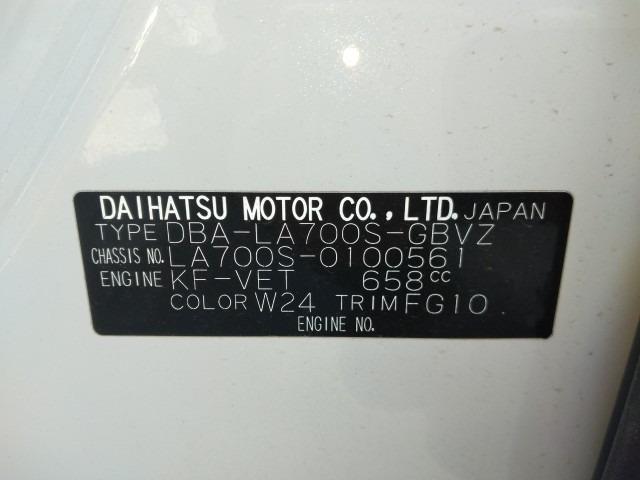 DAIHATSU MOTOR CO., LTD. JAPAN
TYPE DBA-LA700S-GBVZ
CHASSIS NO. LA700S-0100561
ENGINE KF-VET 658cc
COLOR W24 TRIM FG10
ENGINE NO.